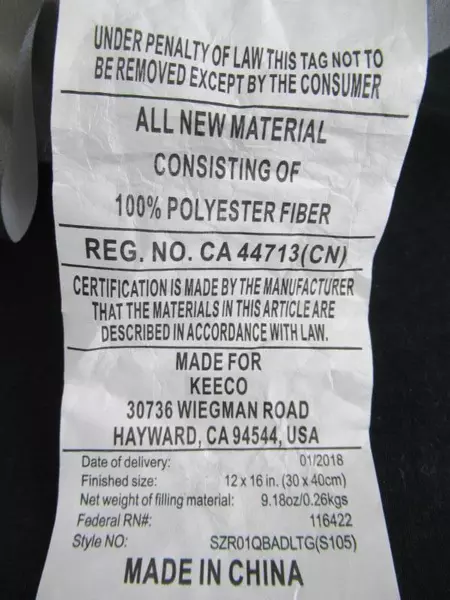 UNDER PENALTY OF LAW THIS TAG NOT TO
BE REMOVED EXCEPT BY THE CONSUMER
ALL NEW MATERIAL
CONSISTING OF
100% POLYESTER FIBER
REG. NO. CA 44713(CN)
CERTIFICATION IS MADE BY THE MANUFACTURER
THAT THE MATERIALS IN THIS ARTICLE ARE
DESCRIBED IN ACCORDANCE WITH LAW.
MADE FOR
KEECO
30736 WIEGMAN ROAD
HAYWARD, CA 94544, USA
Date of delivery: 01/2018
Finished size: 12 x 16 in. (30 x 40cm)
Net weight of filling material: 9.18oz/0.26kgs
Federal RN#: 116422
Style NO: SZR01QBADLTG(S105)
MADE IN CHINA